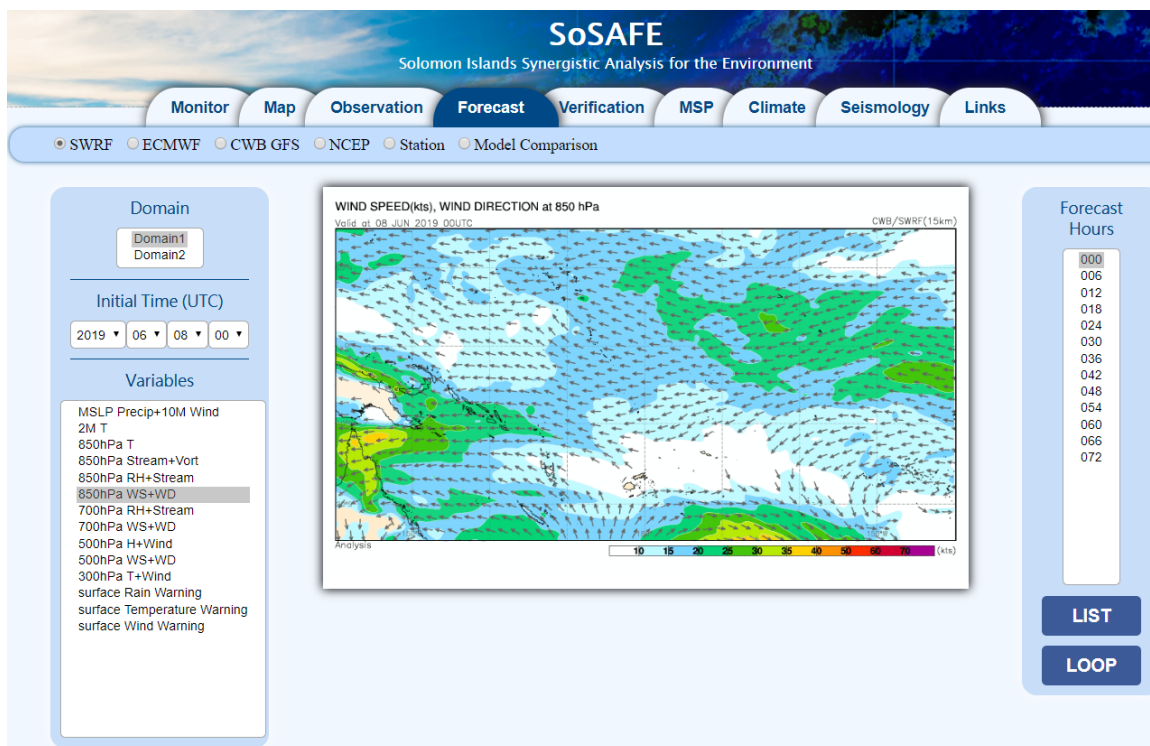 SoSAFE
Solomon Islands Synergistic Analysis for the Environment
Monitor Map Observation Forecast Verification MSP Climate Seismology Links
SWRF ECMWF CWB GFS NCEP Station Model Comparison
Domain
Domain1
Domain2
Initial Time (UTC)
2019 06 08 00
Variables
MSLP Precip+10M Wind
2M T
850hPa T
850hPa Stream+Vort
850hPa RH+Stream
850hPa WS+WD
700hPa RH+Stream
700hPa WS+WD
500hPa H+Wind
500hPa WS+WD
300hPa T+Wind
surface Rain Warning
surface Temperature Warning
surface Wind Warning
WIND SPEED(kts), WIND DIRECTION at 850 hPa
Valid at 08 JUN 2019 00UTC
CWB/SWRF(15km)
Analysis
10 15 20 25 30 35 40 50 60 70 (kts)
Forecast
Hours
000
006
012
018
024
030
036
042
048
054
060
066
072
LIST
LOOP